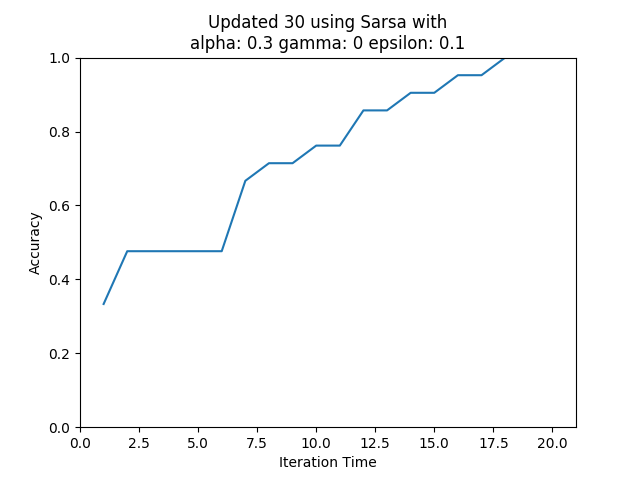 Updated 30 using Sarsa with
alpha: 0.3 gamma: 0 epsilon: 0.1
1.0
0.8
0.6
0.4
0.2
0.0
Accuracy
0.0 2.5 5.0 7.5 10.0 12.5 15.0 17.5 20.0
Iteration Time